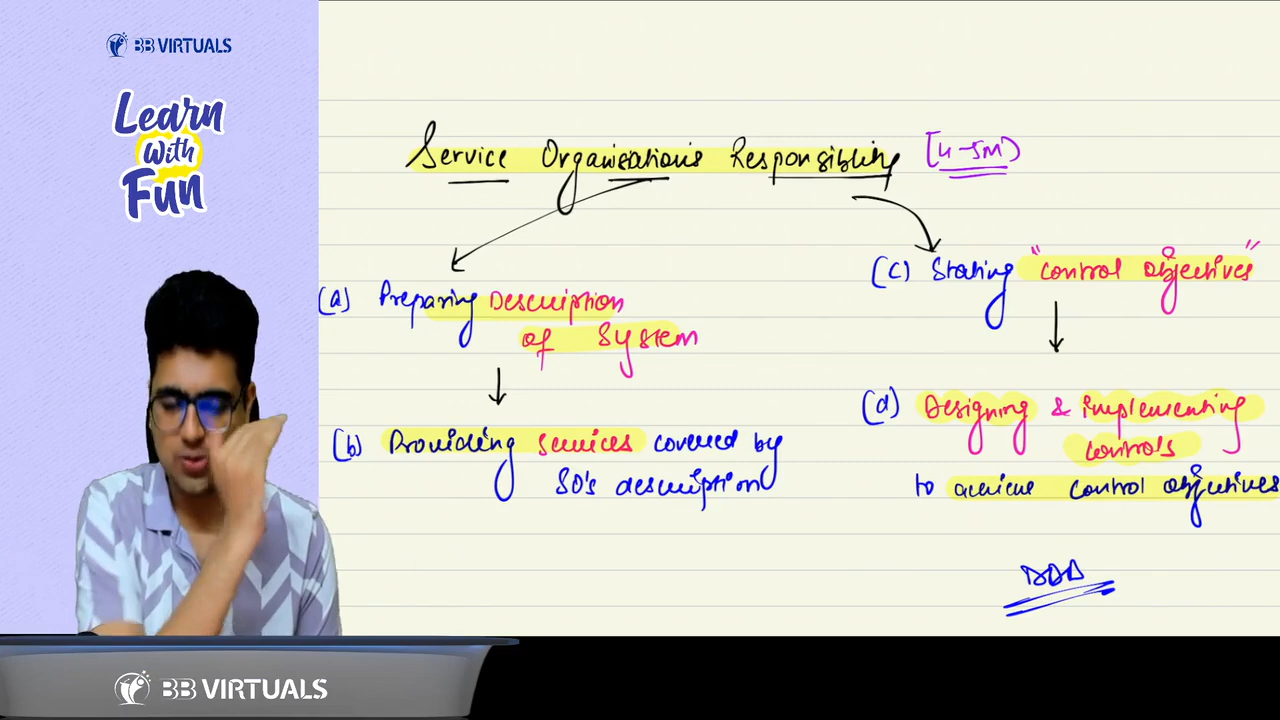 BB VIRTUALS
Learn
With
Fun
Service Organisation's Responsibility [4-5M]
(a) Preparing Description
of System
(b) Providing services covered by
SO's description
(c) Stating "control objectives"
(d) Designing & implementing
controls
to achieve control objectives
BB VIRTUALS